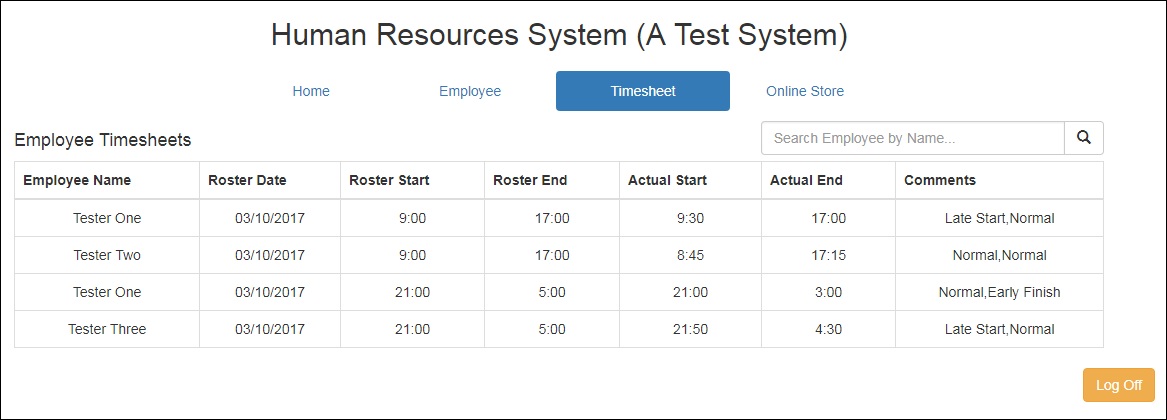 Human Resources System (A Test System)
Home Employee Timesheet Online Store
Employee Timesheets
Search Employee by Name...
Employee Name Roster Date Roster Start Roster End Actual Start Actual End Comments
Tester One 03/10/2017 9:00 17:00 9:30 17:00 Late Start,Normal
Tester Two 03/10/2017 9:00 17:00 8:45 17:15 Normal,Normal
Tester One 03/10/2017 21:00 5:00 21:00 3:00 Normal,Early Finish
Tester Three 03/10/2017 21:00 5:00 21:50 4:30 Late Start,Normal
Log Off